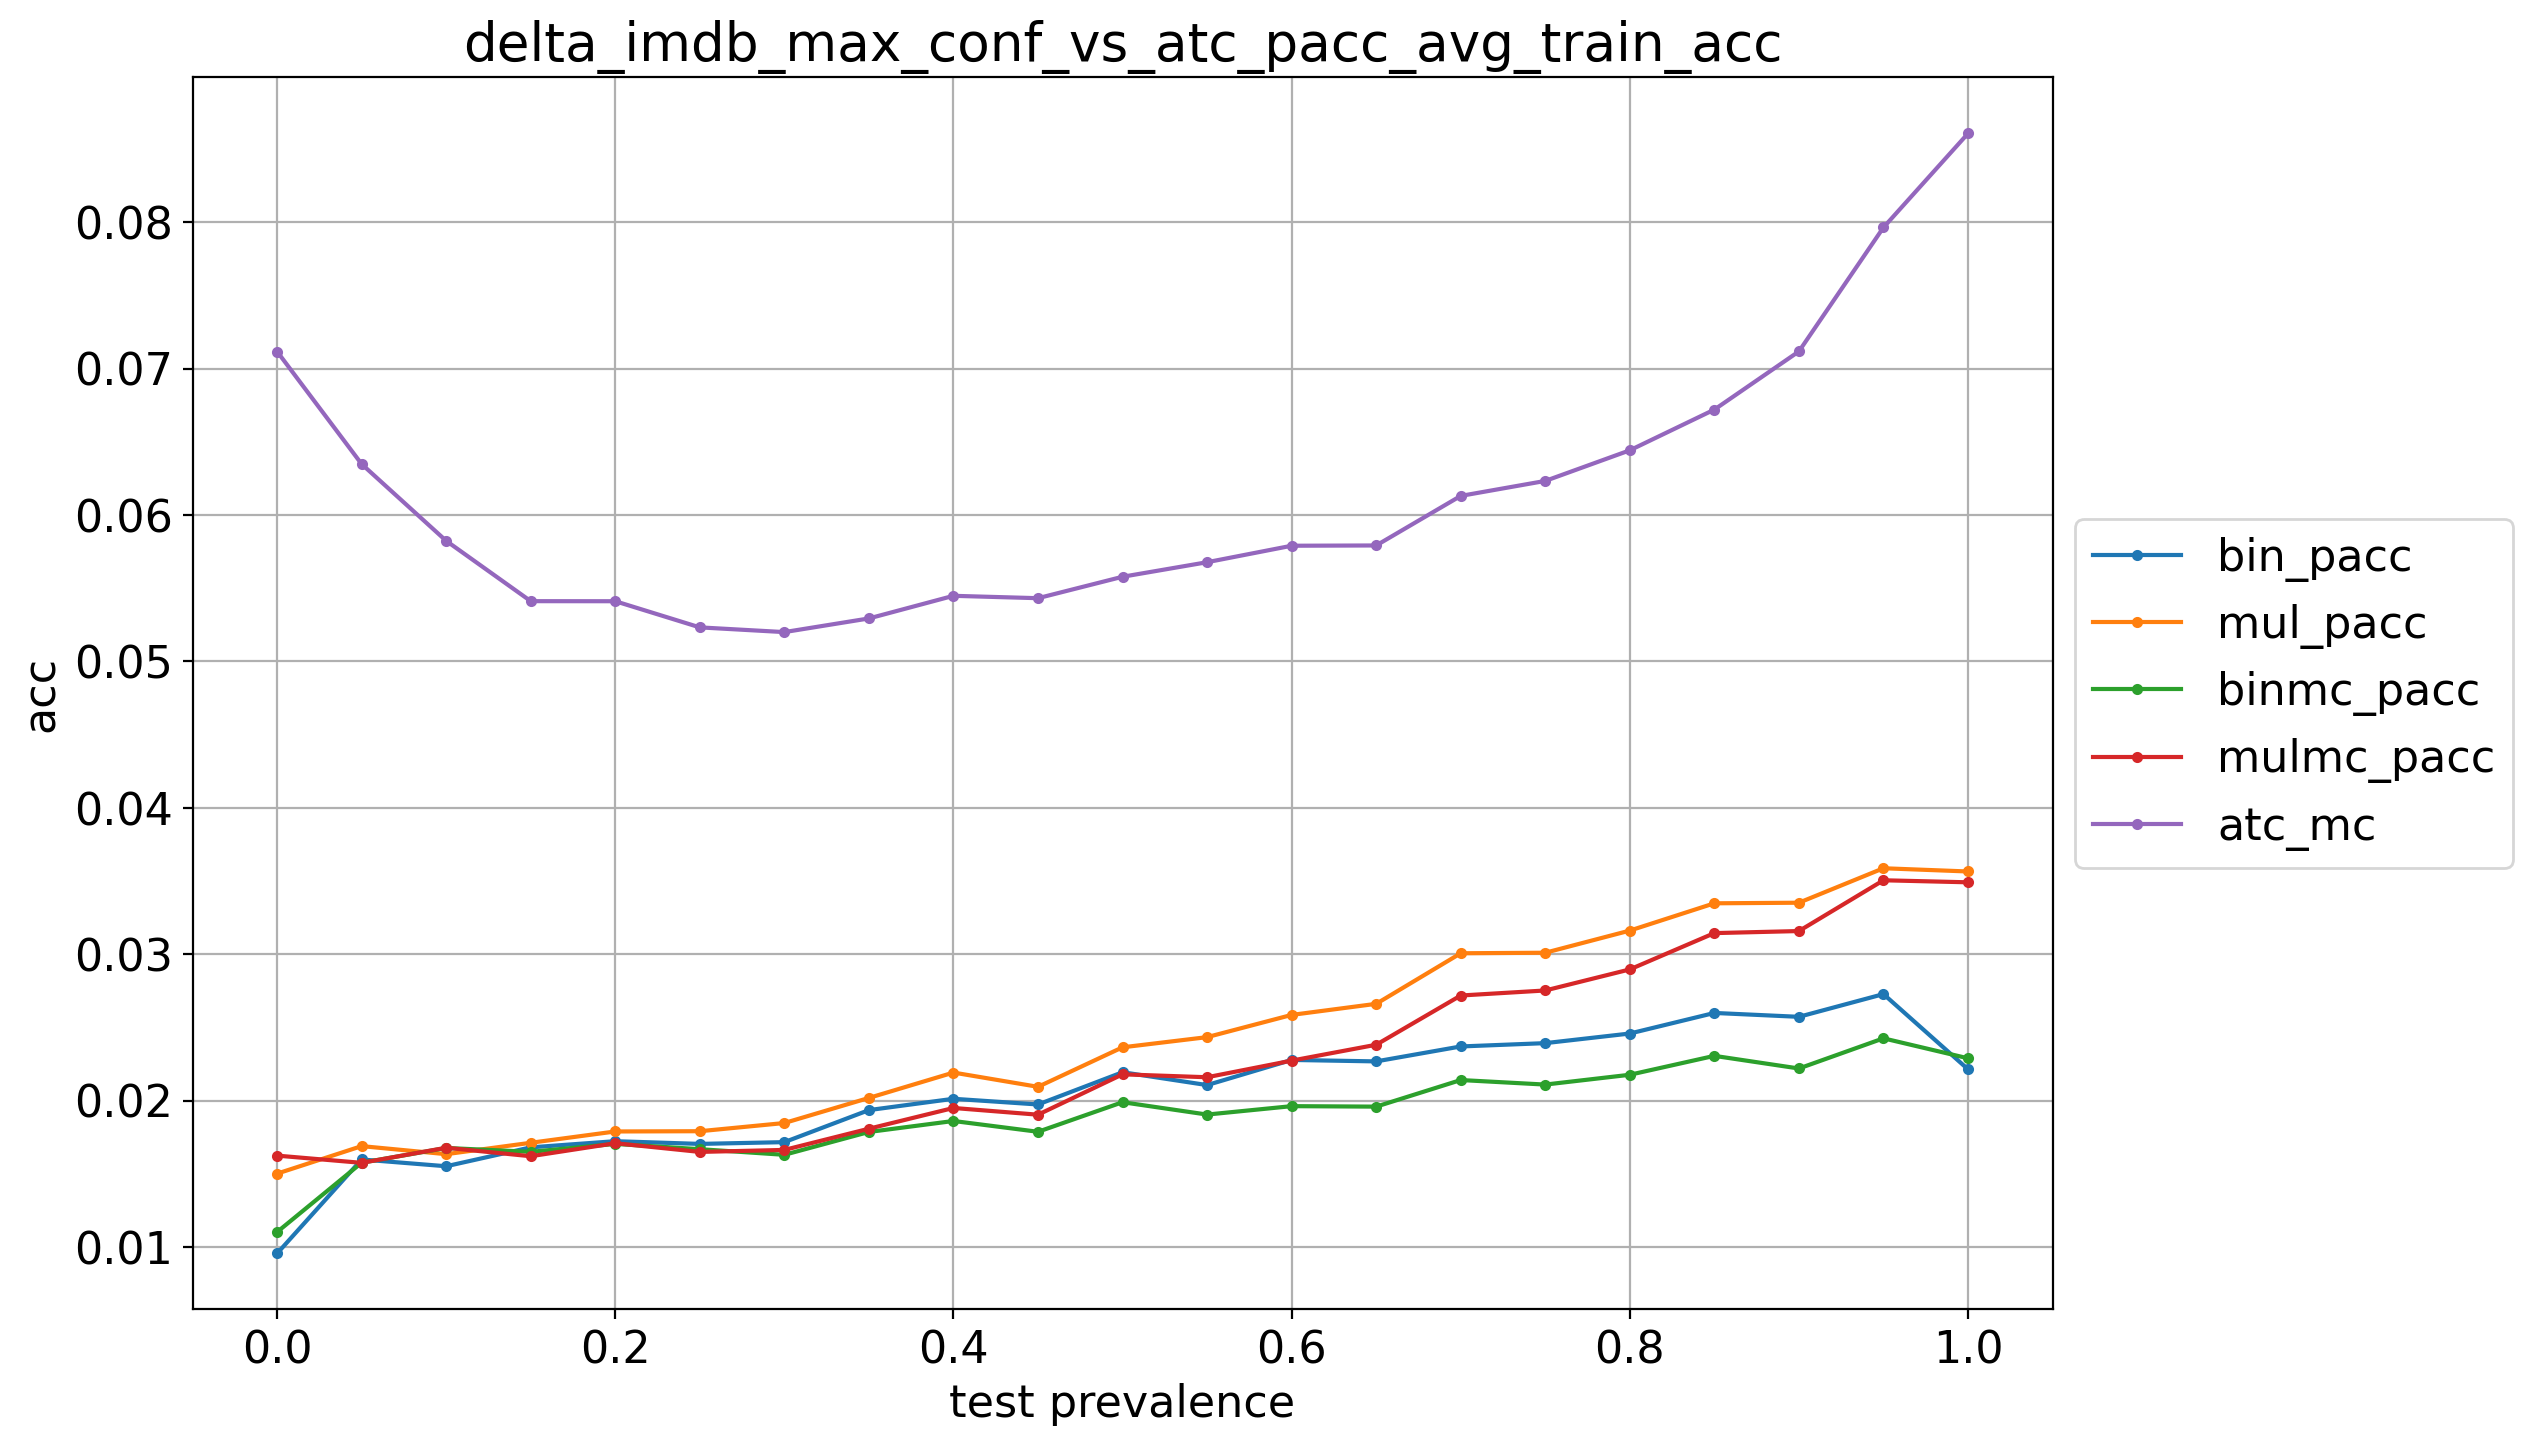 delta_imdb_max_conf_vs_atc_pacc_avg_train_acc
0.08
0.07
0.06
0.05
0.04
0.03
0.02
0.01
acc
0.0 0.2 0.4 0.6 0.8 1.0
test prevalence
bin_pacc
mul_pacc
binmc_pacc
mulmc_pacc
atc_mc